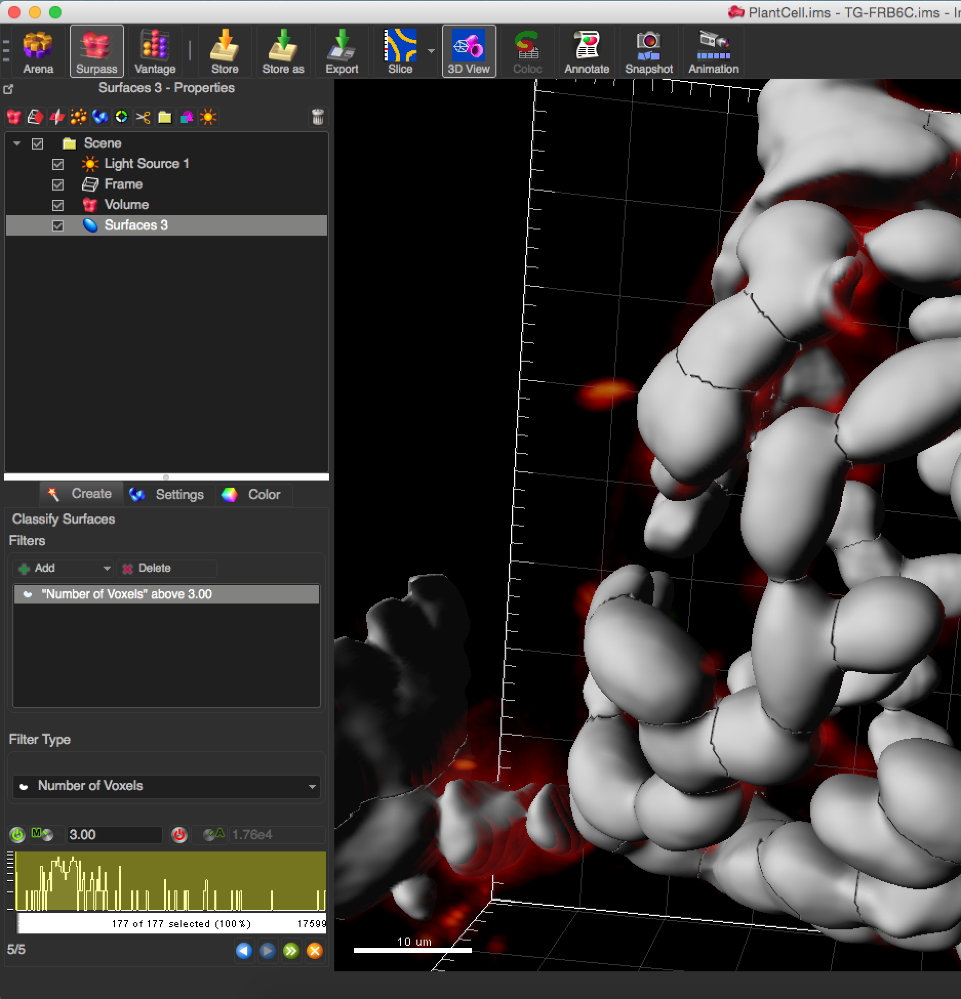 PlantCell.ims - TG-FRB6C.ims - I
Arena
Surpass
Vantage
Store
Store as
Export
Slice
3D View
Coloc
Annotate
Snapshot
Animation
Surfaces 3 - Properties
Scene
Light Source 1
Frame
Volume
Surfaces 3
Create
Settings
Color
Classify Surfaces
Filters
Add
Delete
"Number of Voxels" above 3.00
Filter Type
Number of Voxels
M
3.00
A
1.76e4
177 of 177 selected (100%)
17599
5/5
10 um